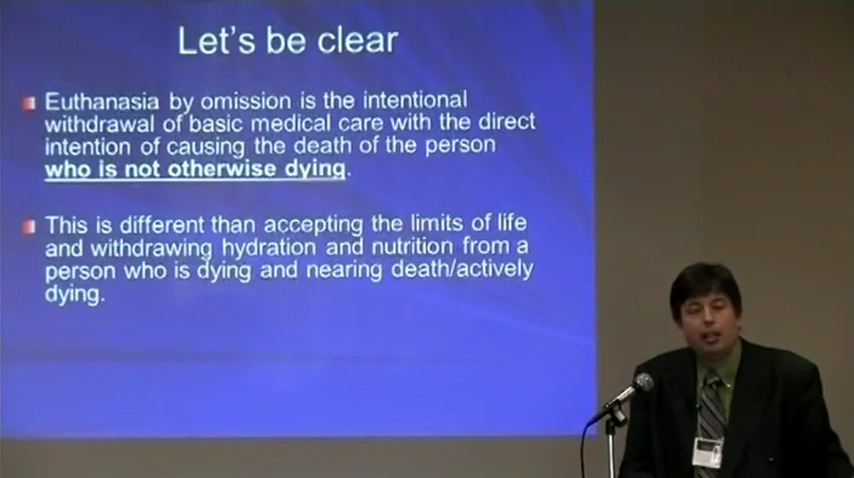 Let's be clear
Euthanasia by omission is the intentional
withdrawal of basic medical care with the direct
intention of causing the death of the person
who is not otherwise dying.
This is different than accepting the limits of life
and withdrawing hydration and nutrition from a
person who is dying and nearing death/actively
dying.